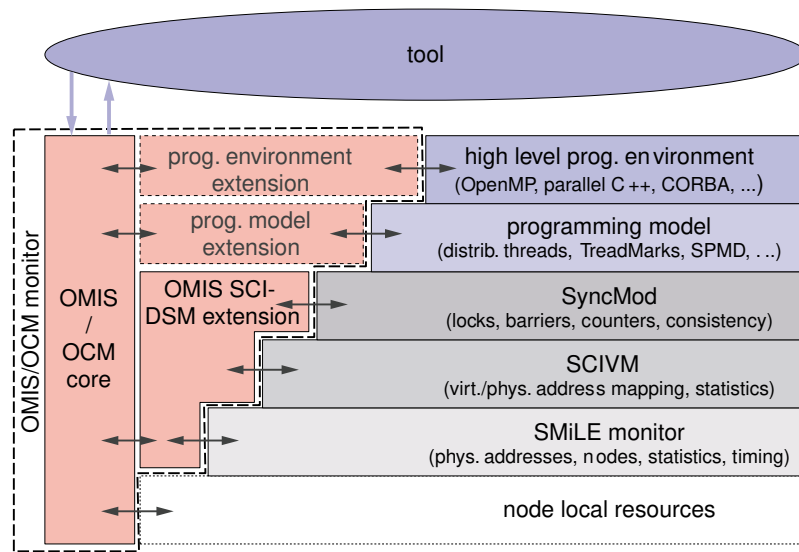 tool
OMIS/OCM monitor
OMIS
/
OCM
core
prog. environment
extension
high level prog. environment
(OpenMP, parallel C++, CORBA, ...)
prog. model
extension
programming model
(distrib. threads, TreadMarks, SPMD, ...)
OMIS SCI-
DSM extension
SyncMod
(locks, barriers, counters, consistency)
SCIVM
(virt./phys. address mapping, statistics)
SMiLE monitor
(phys. addresses, nodes, statistics, timing)
node local resources